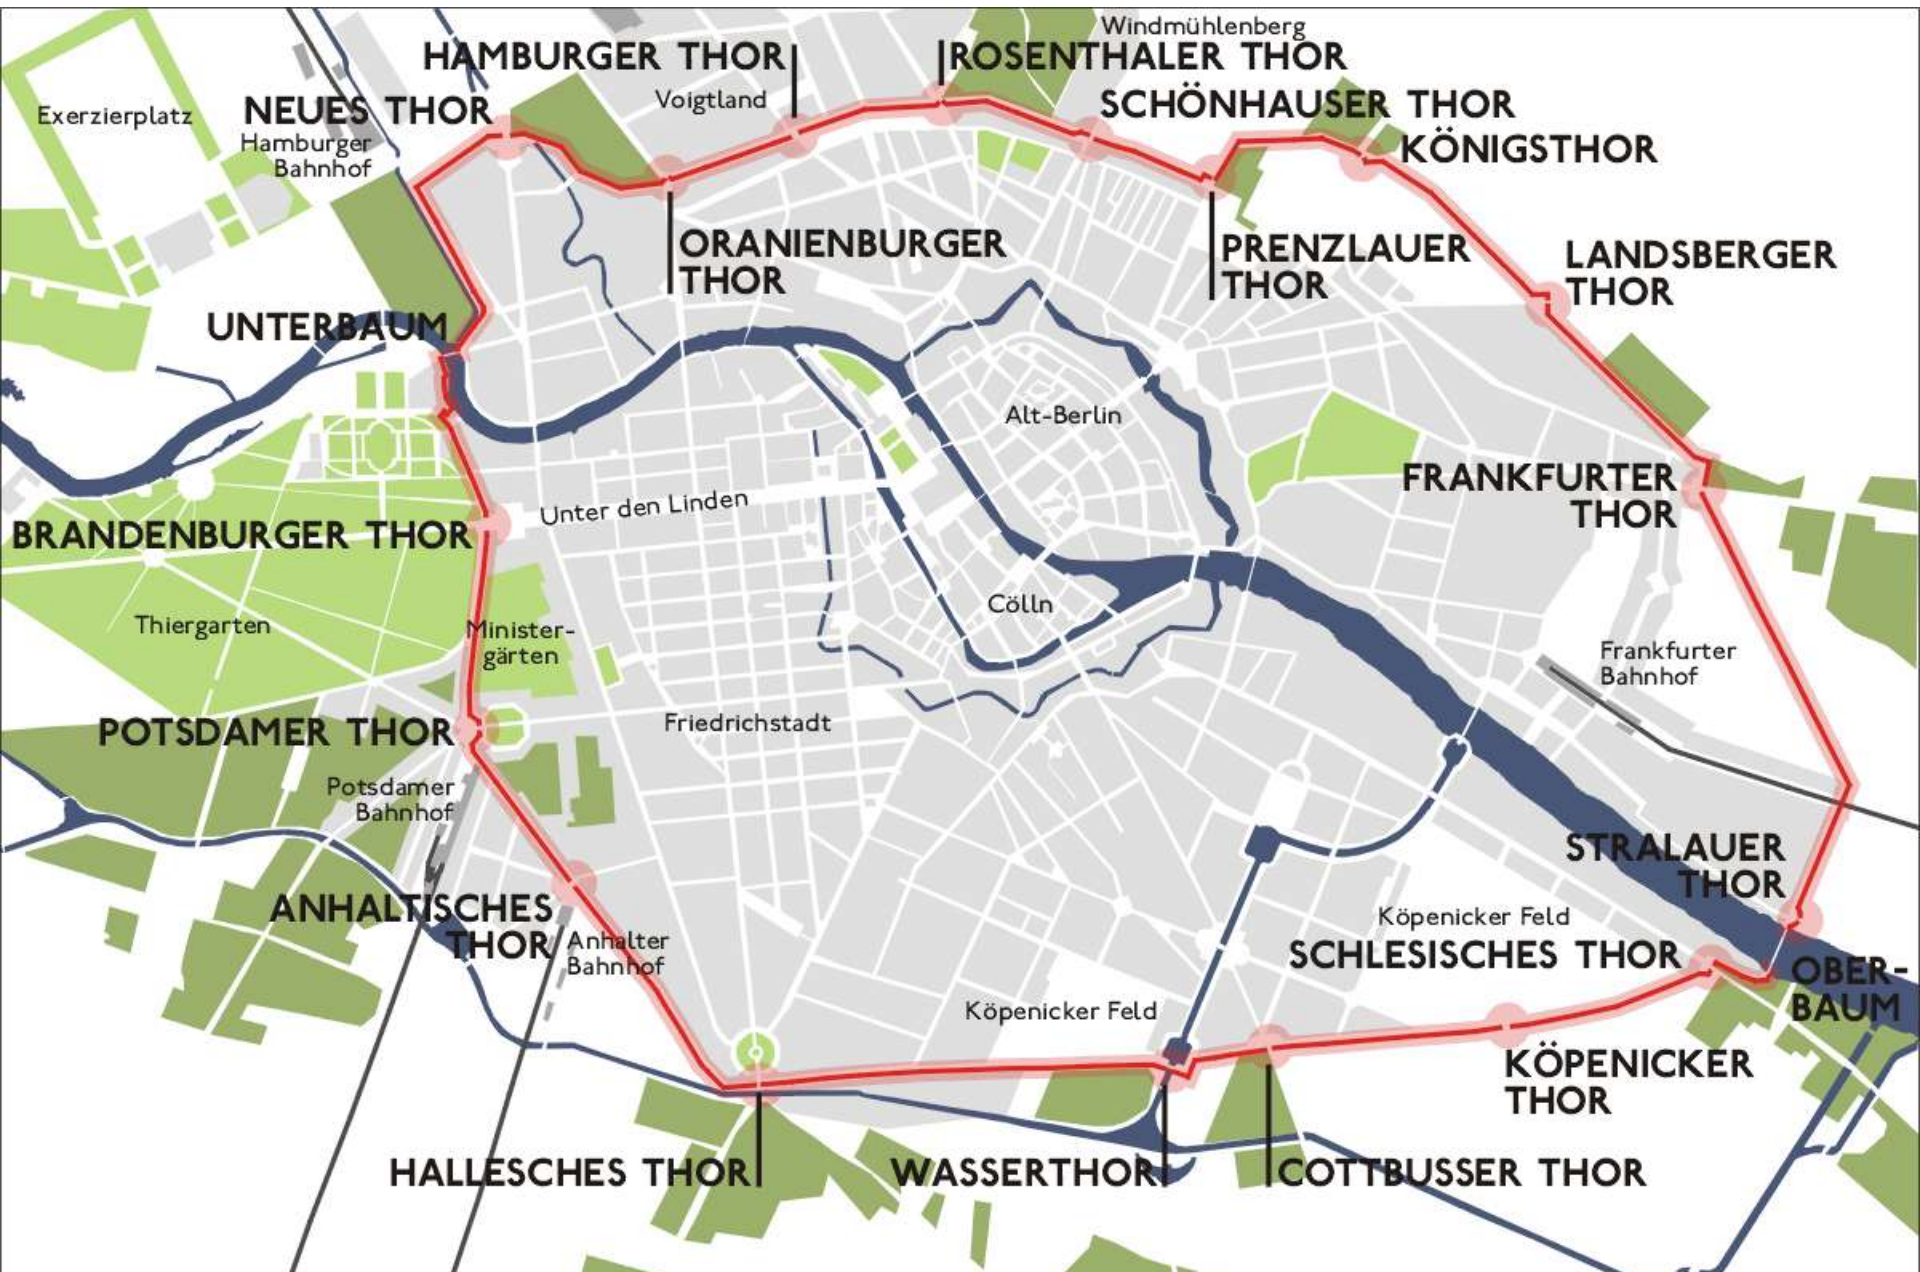 Windmühlenberg
HAMBURGER THOR
ROSENTHALER THOR
Voigtland
NEUES THOR
SCHÖNHAUSER THOR
Exerzierplatz
Hamburger
Bahnhof
KÖNIGSTHOR
ORANIENBURGER
THOR
PRENZLAUER
THOR
LANDSBERGER
THOR
UNTERBAUM
Alt-Berlin
FRANKFURTER
THOR
Unter den Linden
BRANDENBURGER THOR
Cölln
Thiergarten
Minister-
gärten
Frankfurter
Bahnhof
POTSDAMER THOR
Friedrichstadt
Potsdamer
Bahnhof
STRALAUER
THOR
ANHALTISCHES
THOR
Anhalter
Bahnhof
Köpenicker Feld
SCHLESISCHES THOR
OBER-
BAUM
Köpenicker Feld
KÖPENICKER
THOR
HALLESCHES THOR
WASSERTHOR
COTTBUSSER THOR